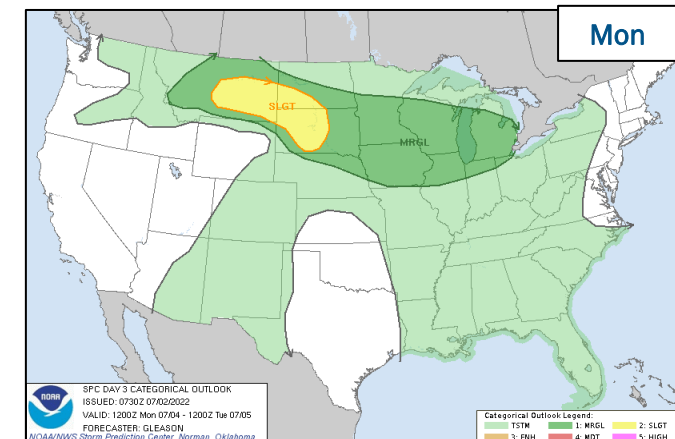 Mon
SLGT
MRGL
NOAA
SPC DAY 3 CATEGORICAL OUTLOOK
ISSUED: 0730Z 07/02/2022
VALID: 1200Z Mon 07/04 - 1200Z Tue 07/05
FORECASTER: GLEASON
NOAA/NWS Storm Prediction Center, Norman, Oklahoma
Categorical Outlook Legend:
TSTM 1: MRGL 2: SLGT
3: ENH 4: MDT 5: HIGH